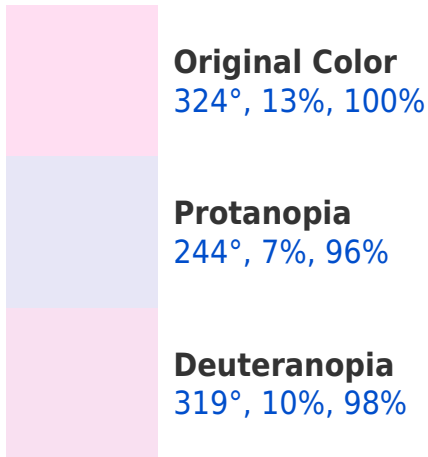 Original Color
324°, 13%, 100%
Protanopia
244°, 7%, 96%
Deuteranopia
319°, 10%, 98%